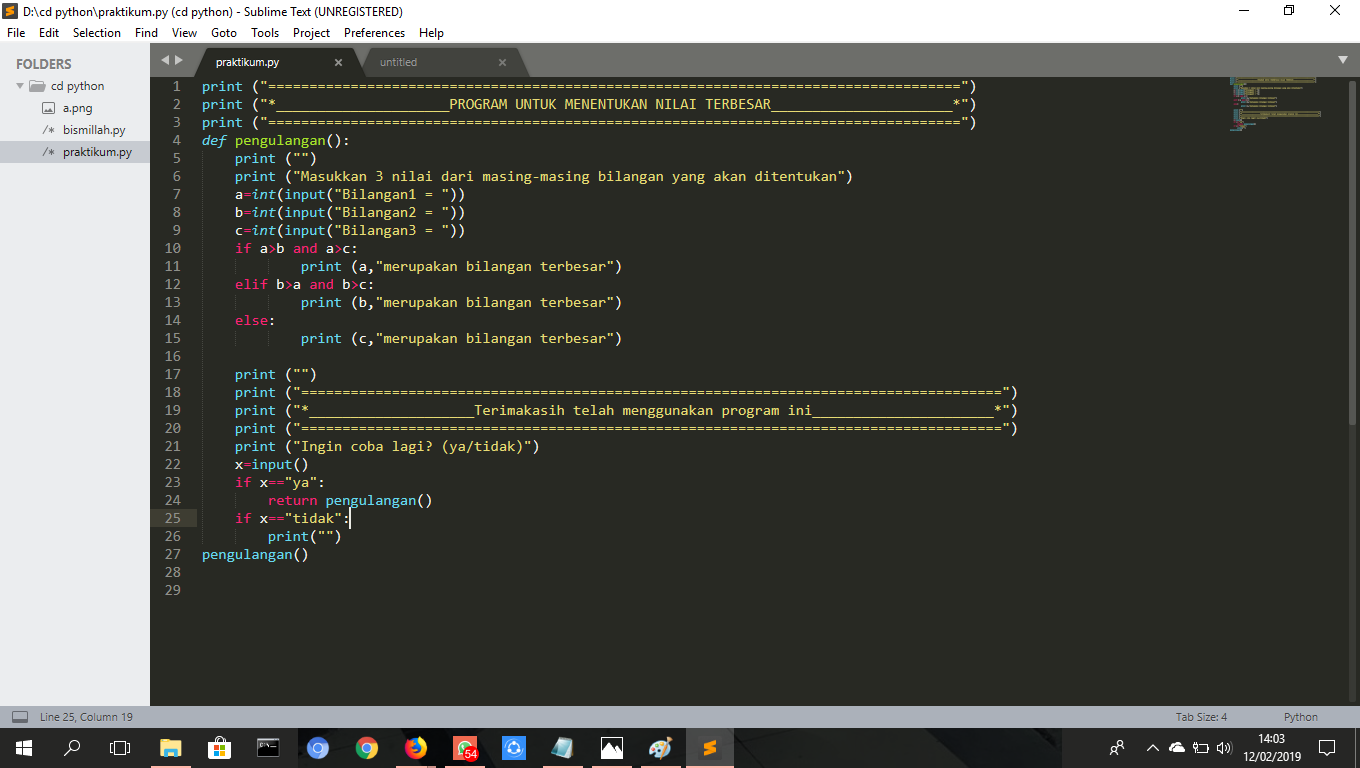 D:\cd python\praktikum.py (cd python) - Sublime Text (UNREGISTERED)
File Edit Selection Find View Goto Tools Project Preferences Help
FOLDERS
cd python
a.png
/* bismillah.py
/* praktikum.py
praktikum.py × untitled ×
1 print ("====================================================================================")
2 print ("*_____________________PROGRAM UNTUK MENENTUKAN NILAI TERBESAR______________________*")
3 print ("====================================================================================")
4 def pengulangan():
5     print ("")
6     print ("Masukkan 3 nilai dari masing-masing bilangan yang akan ditentukan")
7     a=int(input("Bilangan1 = "))
8     b=int(input("Bilangan2 = "))
9     c=int(input("Bilangan3 = "))
10     if a>b and a>c:
11             print (a,"merupakan bilangan terbesar")
12     elif b>a and b>c:
13             print (b,"merupakan bilangan terbesar")
14     else:
15             print (c,"merupakan bilangan terbesar")
16
17     print ("")
18     print ("=====================================================================================")
19     print ("*____________________Terimakasih telah menggunakan program ini______________________*")
20     print ("=====================================================================================")
21     print ("Ingin coba lagi? (ya/tidak)")
22     x=input()
23     if x=="ya":
24         return pengulangan()
25     if x=="tidak":
26         print("")
27 pengulangan()
28
29
Line 25, Column 19 Tab Size: 4 Python
54
14:03
12/02/2019